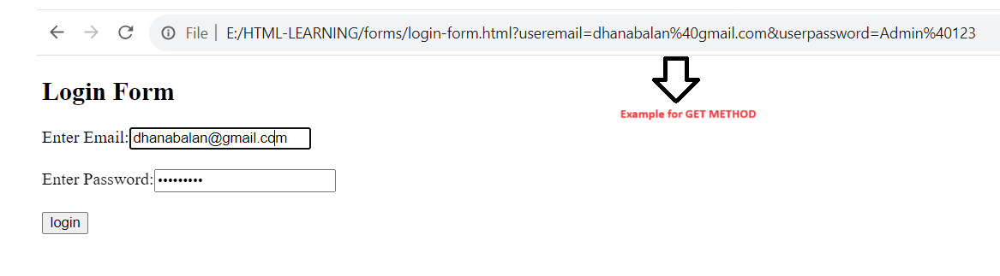 File | E:/HTML-LEARNING/forms/login-form.html?useremail=dhanabalan%40gmail.com&userpassword=Admin%40123
Example for GET METHOD
Login Form
Enter Email: dhanabalan@gmail.com
Enter Password: •••••••••
login